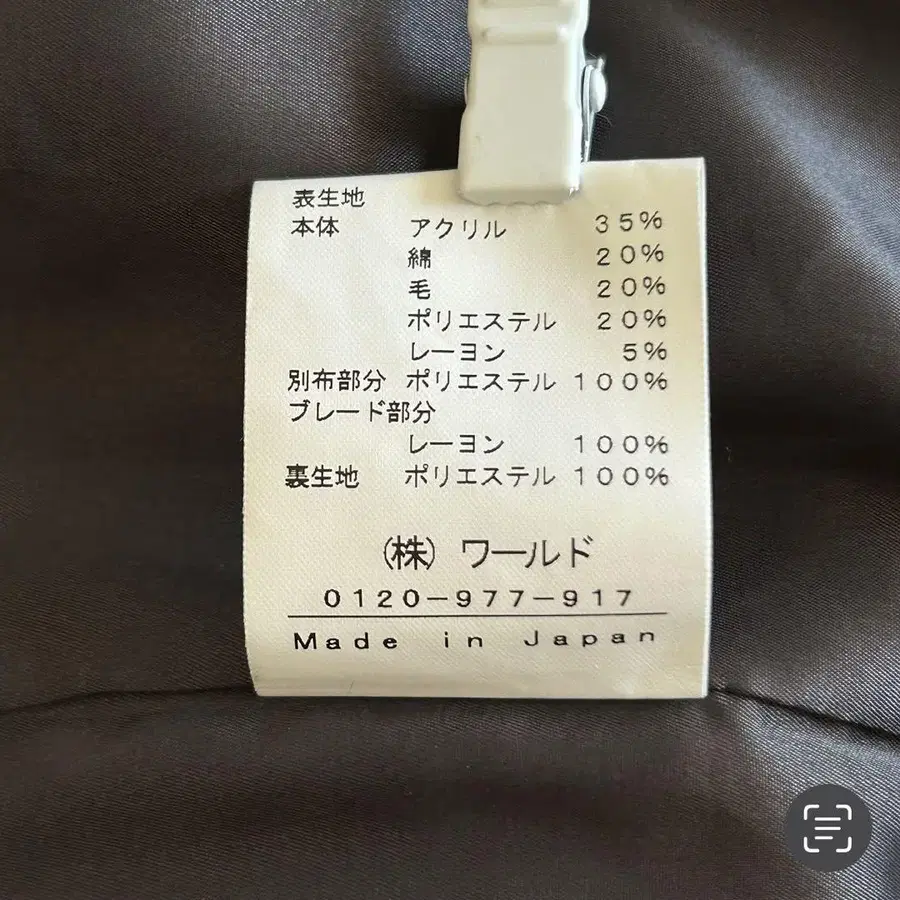 表生地
本体 アクリル 35%
綿 20%
毛 20%
ポリエステル 20%
レーヨン 5%
別布部分 ポリエステル 100%
ブレード部分
レーヨン 100%
裏生地 ポリエステル 100%
(株) ワールド
0120-977-917
Made in Japan